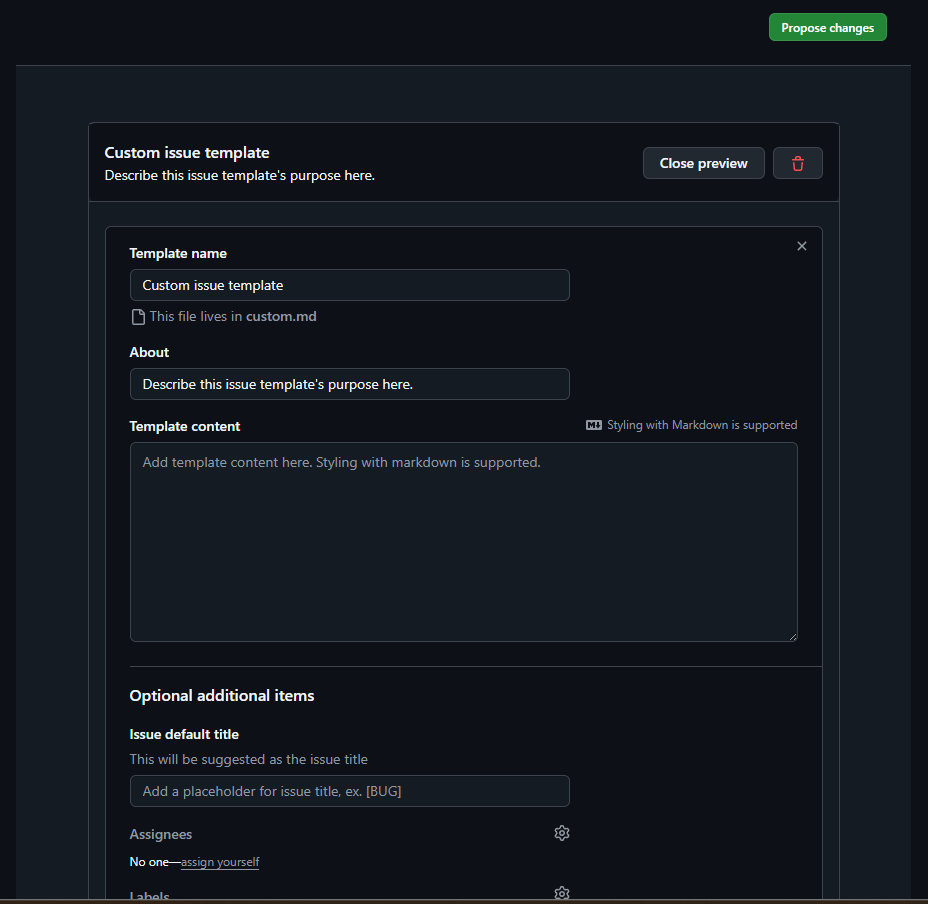 Propose changes
Custom issue template
Describe this issue template's purpose here.
Close preview
Template name
Custom issue template
This file lives in custom.md
About
Describe this issue template's purpose here.
Template content
Styling with Markdown is supported
Add template content here. Styling with markdown is supported.
Optional additional items
Issue default title
This will be suggested as the issue title
Add a placeholder for issue title, ex. [BUG]
Assignees
No one—assign yourself
Labels